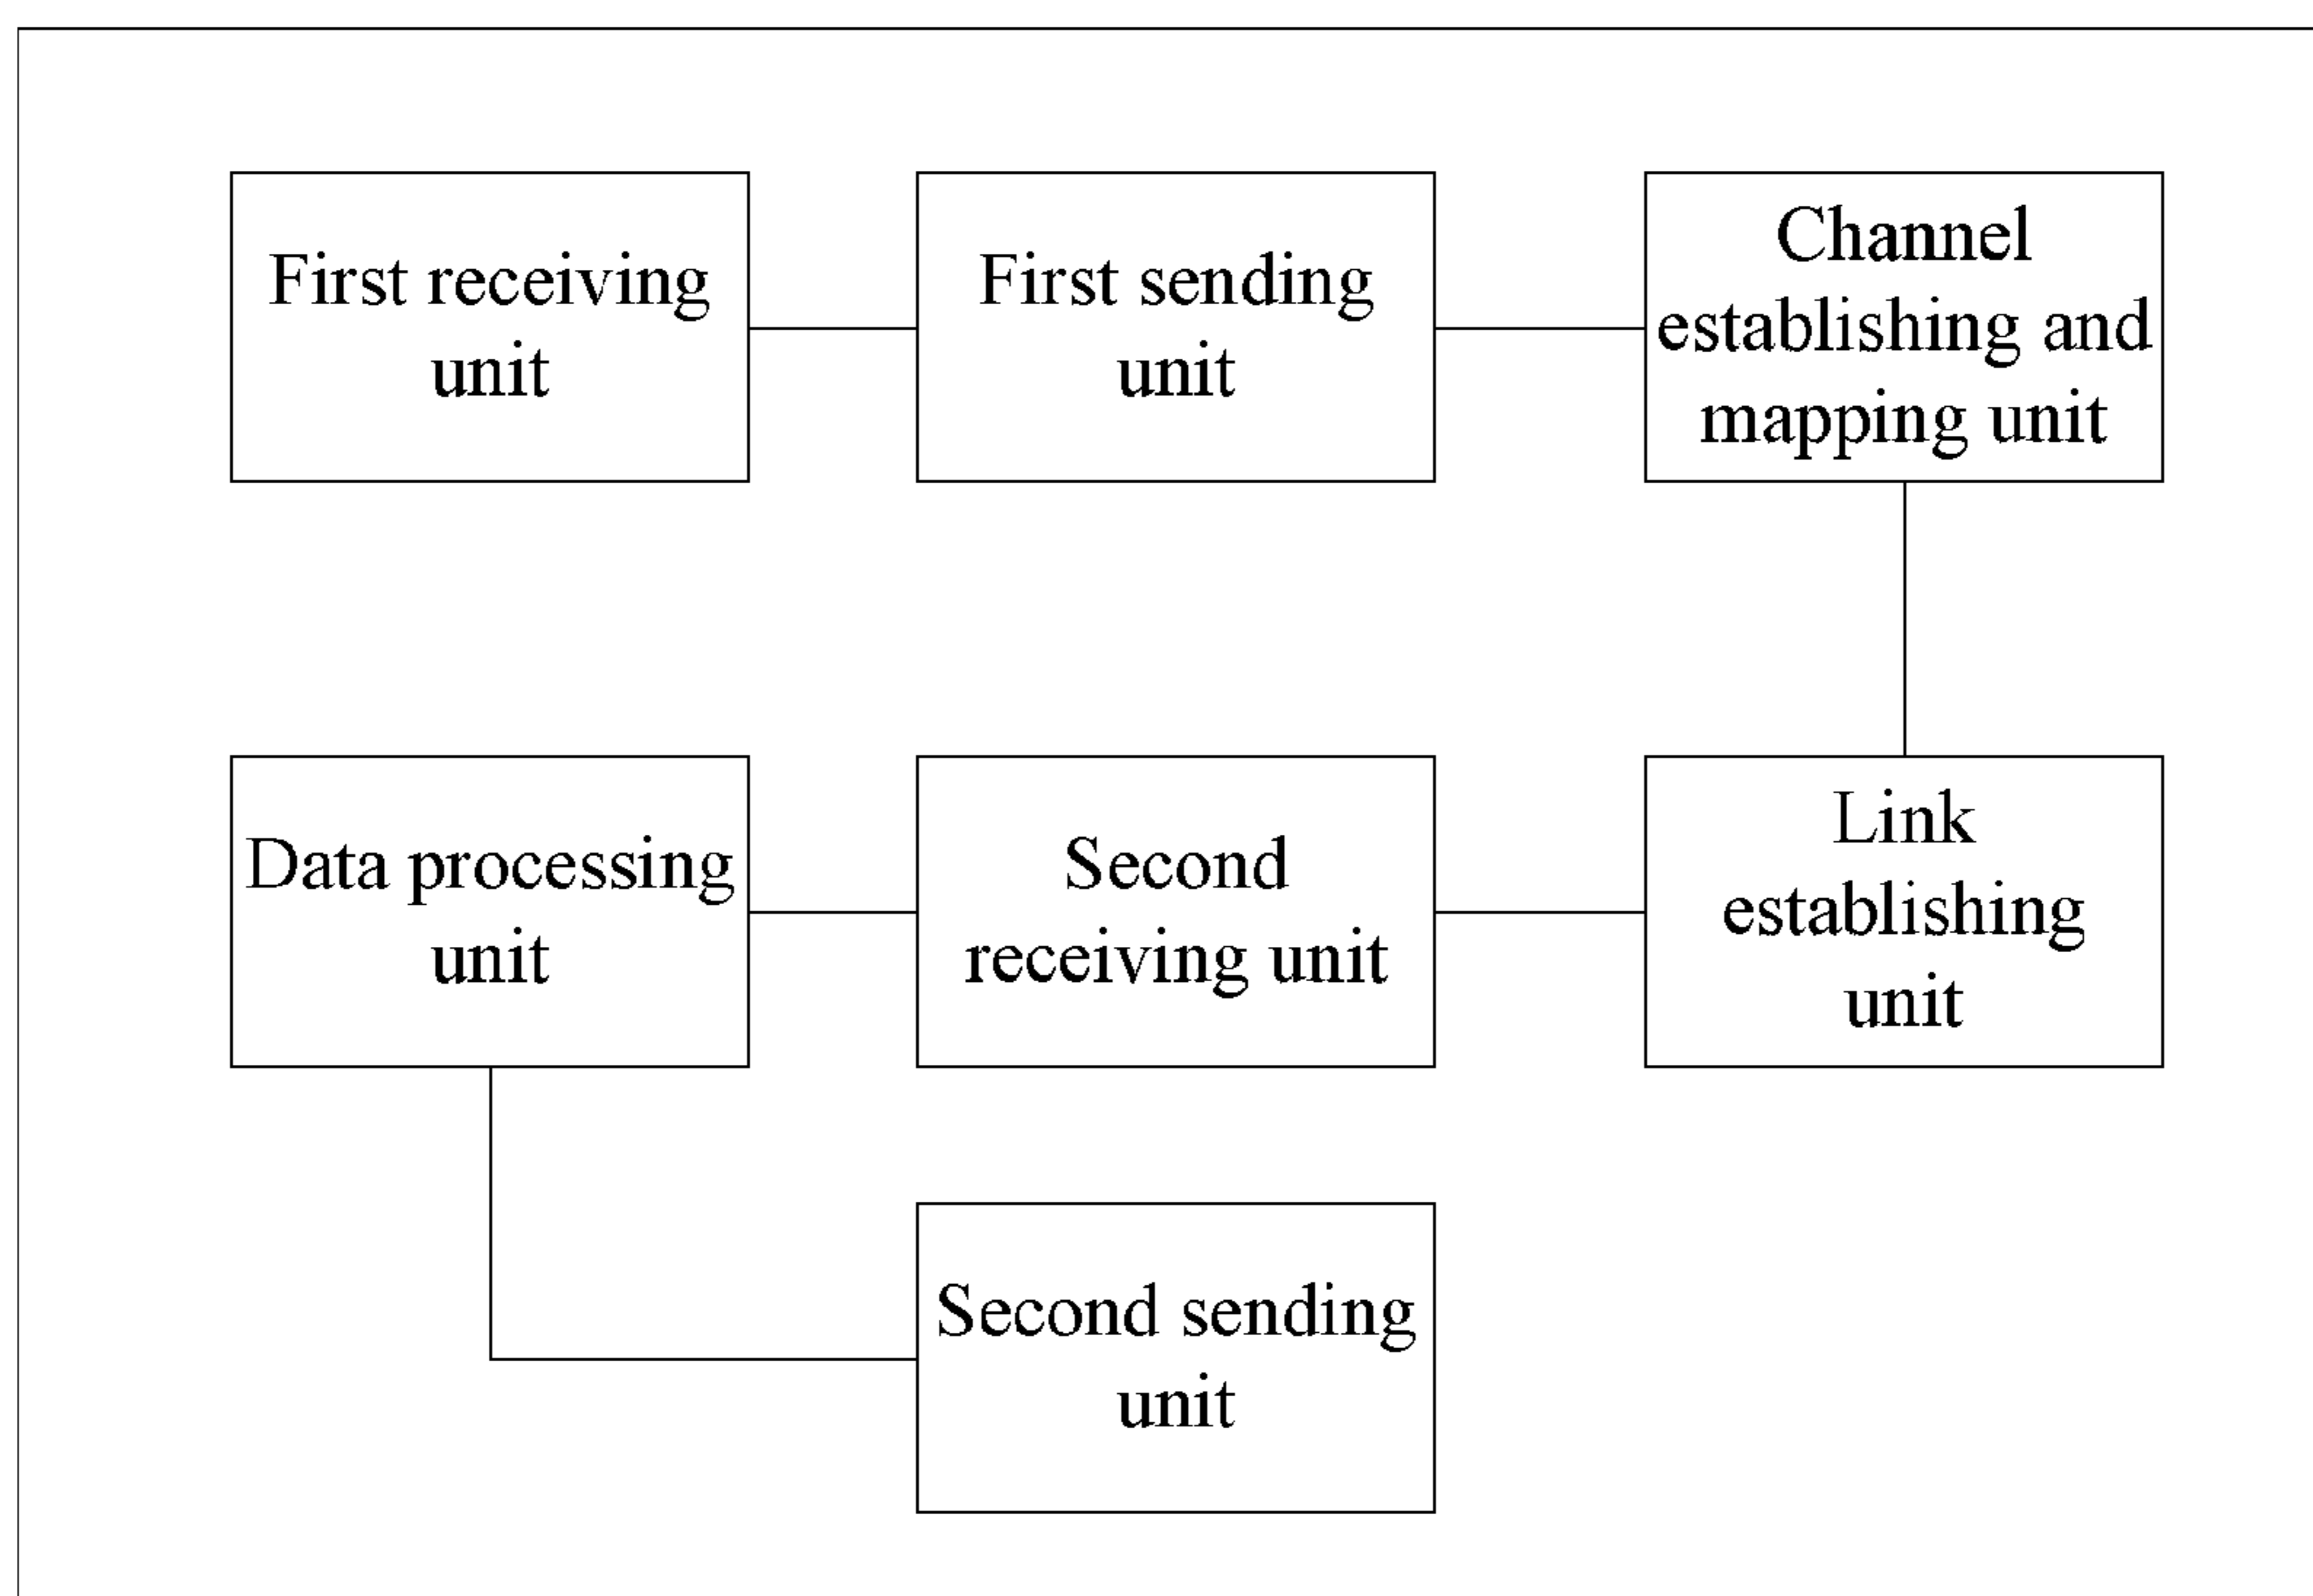 First receiving
unit
First sending
unit
Channel
establishing and
mapping unit
Data processing
unit
Second
receiving unit
Link
establishing
unit
Second sending
unit